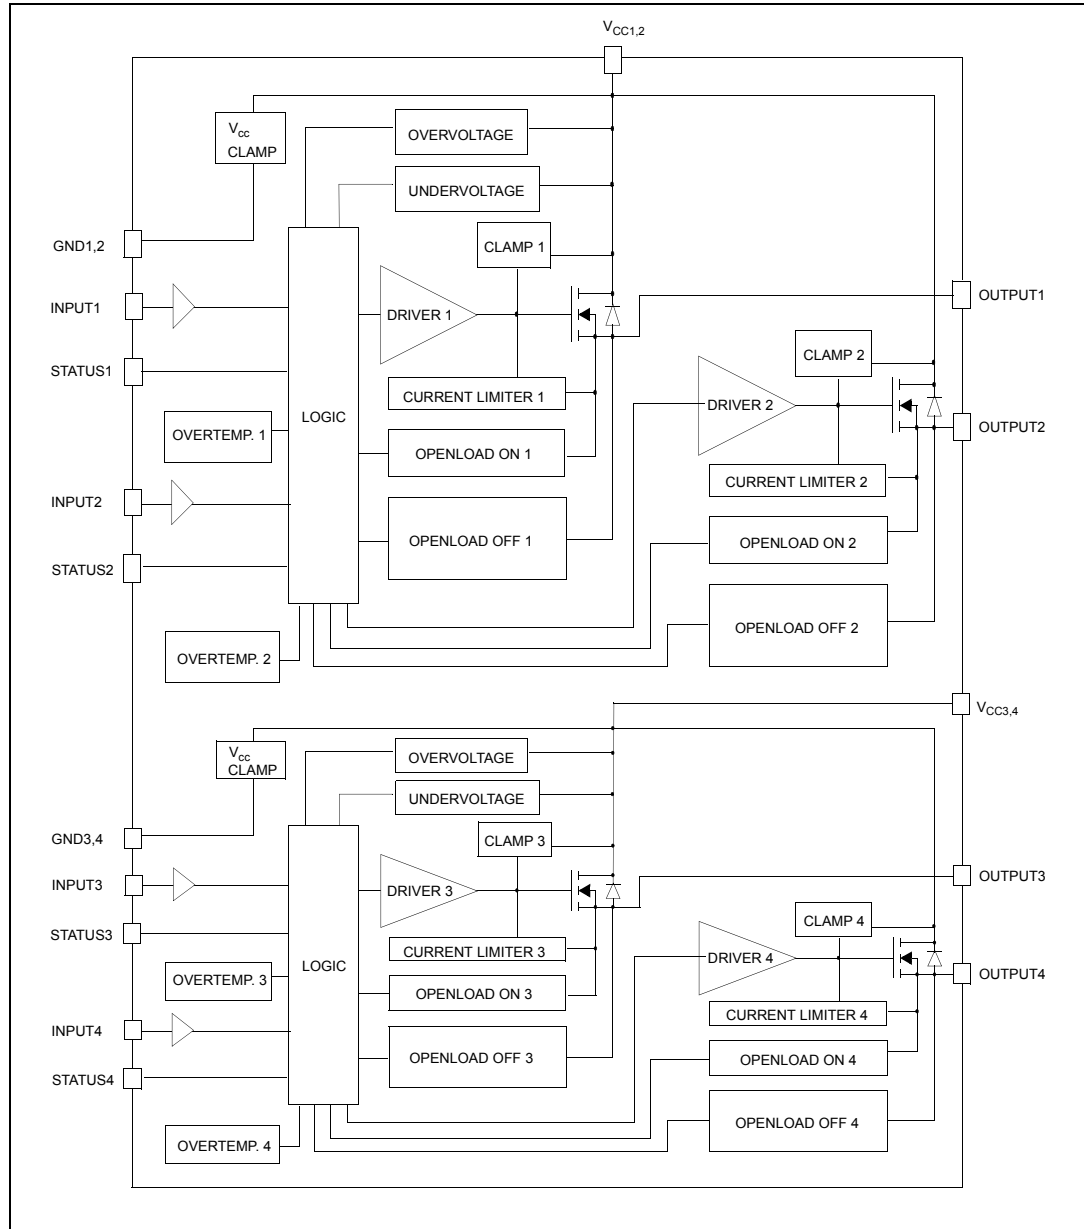 VCC1,2
Vcc
CLAMP
OVERVOLTAGE
UNDERVOLTAGE
GND1,2
CLAMP 1
INPUT1
DRIVER 1
OUTPUT1
STATUS1
CLAMP 2
CURRENT LIMITER 1
LOGIC
DRIVER 2
OVERTEMP. 1
OUTPUT2
OPENLOAD ON 1
CURRENT LIMITER 2
INPUT2
OPENLOAD OFF 1
OPENLOAD ON 2
STATUS2
OPENLOAD OFF 2
OVERTEMP. 2
VCC3,4
Vcc
CLAMP
OVERVOLTAGE
UNDERVOLTAGE
GND3,4
CLAMP 3
INPUT3
DRIVER 3
OUTPUT3
CLAMP 4
STATUS3
CURRENT LIMITER 3
LOGIC
DRIVER 4
OVERTEMP. 3
OUTPUT4
OPENLOAD ON 3
CURRENT LIMITER 4
INPUT4
OPENLOAD OFF 3
OPENLOAD ON 4
STATUS4
OPENLOAD OFF 4
OVERTEMP. 4